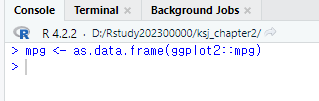 Console Terminal × Background Jobs ×
R 4.2.2 · D:/Rstudy202300000/ksj_chapter2/
> mpg <- as.data.frame(ggplot2::mpg)
>